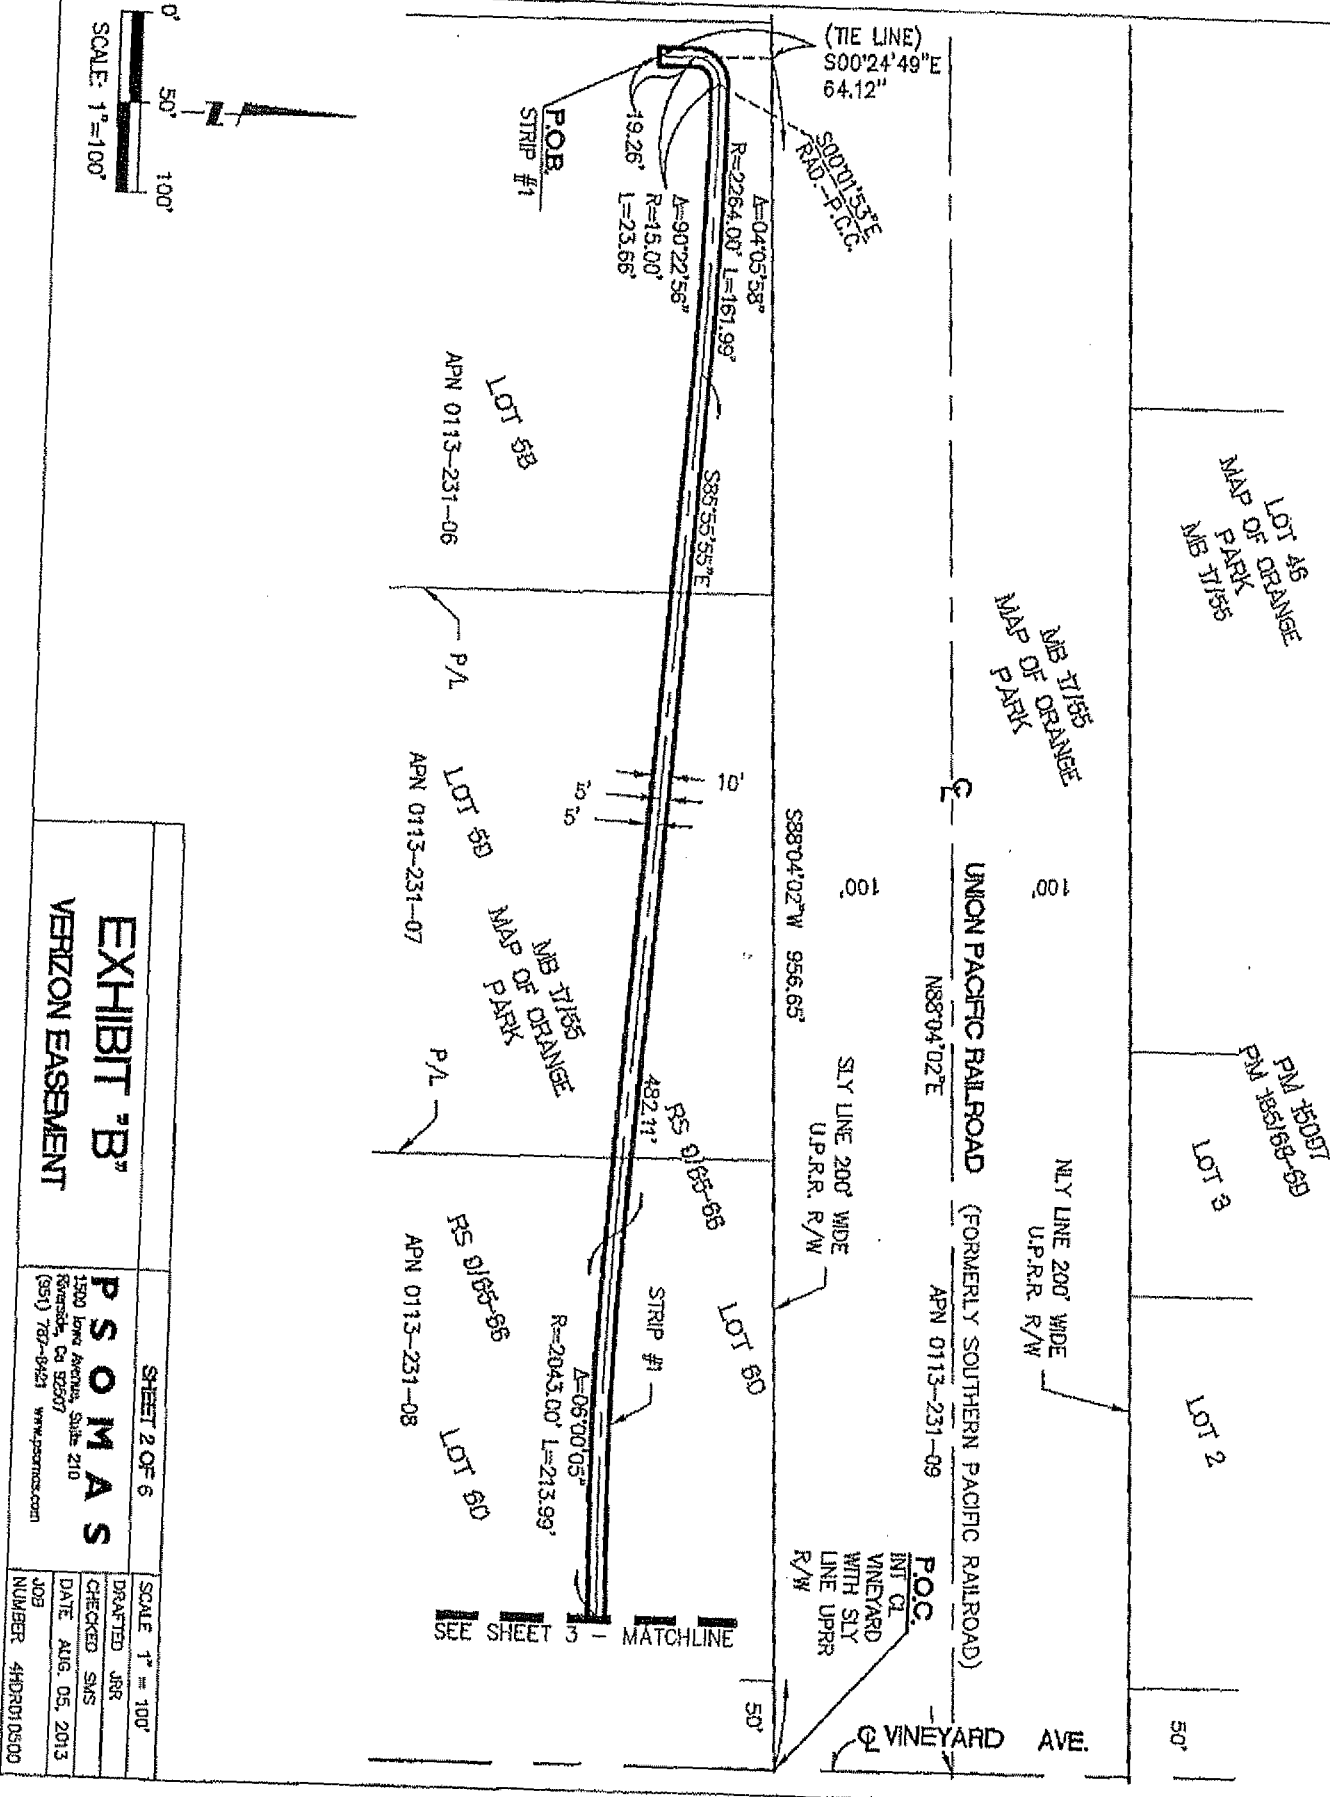 LOT 46
MAP OF ORANGE
PARK
MB 17/55
PM 15097
PM 185/68-69
LOT 3
LOT 2
50'
MB 17/55
MAP OF ORANGE
PARK
100'
NLY LINE 200' WIDE
U.P.R.R. R/W
℄
UNION PACIFIC RAILROAD (FORMERLY SOUTHERN PACIFIC RAILROAD)
N88°04'02"E
APN 0113-231-09
℄ VINEYARD AVE.
100'
SLY LINE 200' WIDE
U.P.R.R. R/W
P.O.C.
INT CL
VINEYARD
WITH SLY
LINE UPRR
R/W
50'
(TIE LINE)
S00°24'49"E
64.12"
S00°01'53"E
RAD.-P.C.C.
S88°04'02"W 956.65'
Δ=04°05'58"
R=2264.00' L=161.99'
Δ=90°22'56"
R=15.00'
L=23.66'
19.26'
P.O.B.
STRIP #1
S85°55'55"E
482.11'
10'
5'
5'
RS 9/65-66
LOT 60
STRIP #1
Δ=06°00'05"
R=2043.00' L=213.99'
LOT 58
APN 0113-231-06
P/L
LOT 59
APN 0113-231-07
MB 17/55
MAP OF ORANGE
PARK
P/L
RS 9/65-66
APN 0113-231-08
LOT 60
SEE SHEET 3 - MATCHLINE
0'
50'
100'
SCALE: 1"=100'
N
EXHIBIT "B"
VERIZON EASEMENT
SHEET 2 OF 6
PSOMAS
1500 Iowa Avenue, Suite 210
Riverside, Ca 92507
(951) 787-8421 www.psomas.com
SCALE 1" = 100'
DRAFTED JRR
CHECKED SMS
DATE AUG. 05, 2013
JOB
NUMBER 4HDR010500